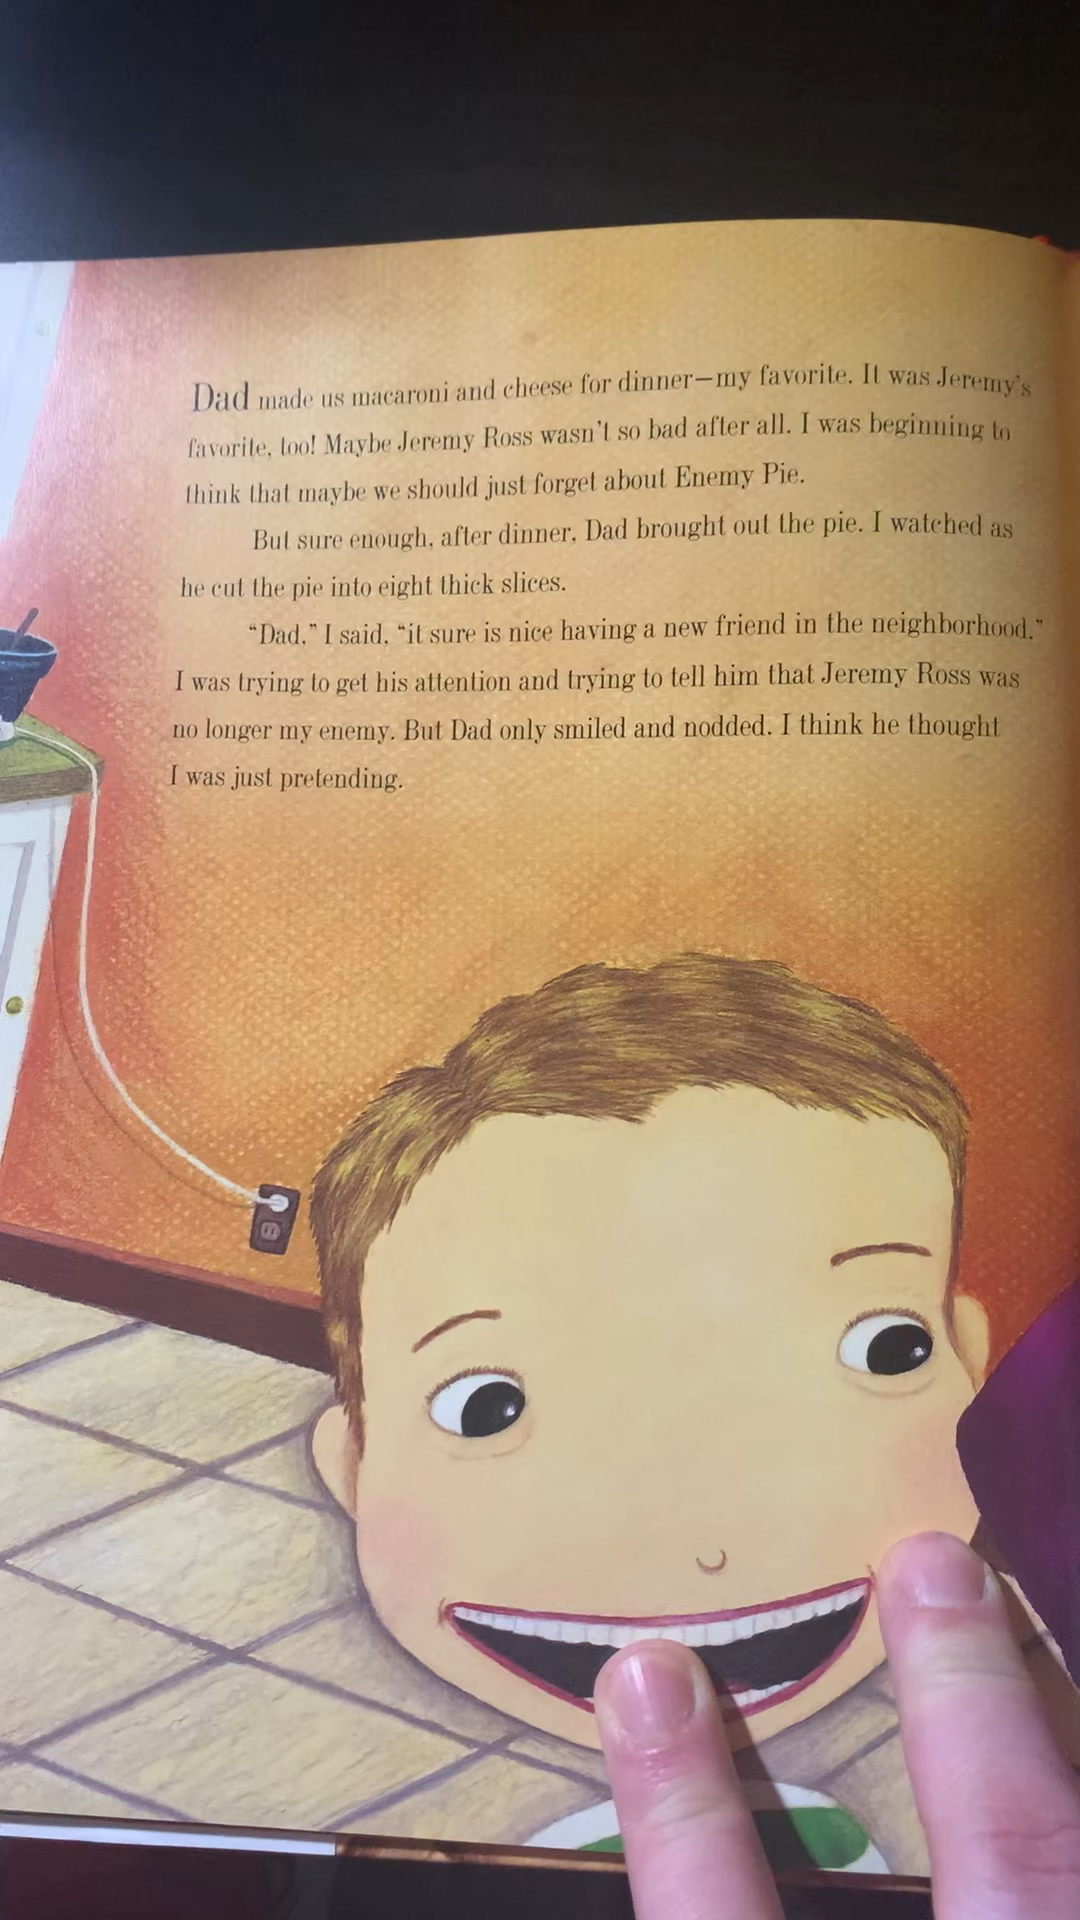 Dad made us macaroni and cheese for dinner—my favorite. It was Jeremy's
favorite, too! Maybe Jeremy Ross wasn't so bad after all. I was beginning to
think that maybe we should just forget about Enemy Pie.
But sure enough, after dinner, Dad brought out the pie. I watched as
he cut the pie into eight thick slices.
“Dad,” I said, “it sure is nice having a new friend in the neighborhood.”
I was trying to get his attention and trying to tell him that Jeremy Ross was
no longer my enemy. But Dad only smiled and nodded. I think he thought
I was just pretending.